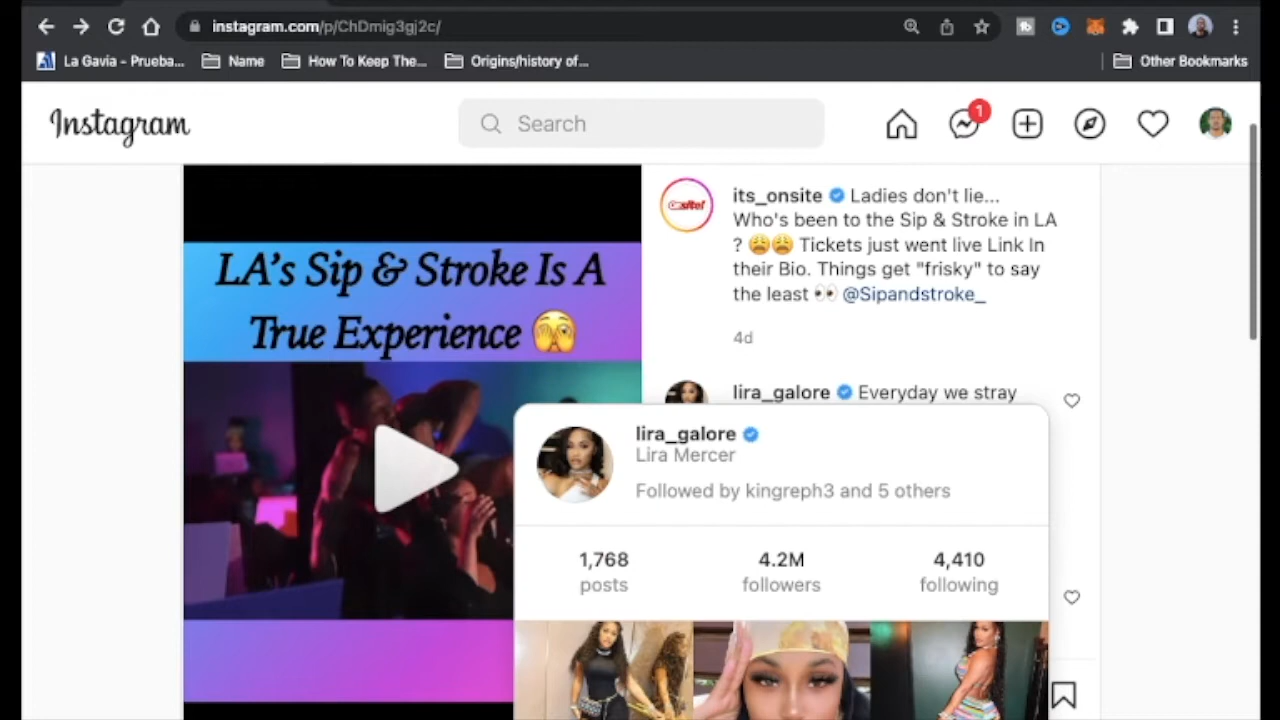 instagram.com/p/ChDmig3gj2c/
La Gavia - Prueba...
Name
How To Keep The...
Origins/history of...
Other Bookmarks
Instagram
Search
1
LA's Sip & Stroke Is A
True Experience 🫣
Onsite!
its_onsite Ladies don't lie...
Who's been to the Sip & Stroke in LA
? 😩😩 Tickets just went live Link In
their Bio. Things get "frisky" to say
the least 👀 @Sipandstroke_
4d
lira_galore Everyday we stray
lira_galore
Lira Mercer
Followed by kingreph3 and 5 others
1,768
posts
4.2M
followers
4,410
following